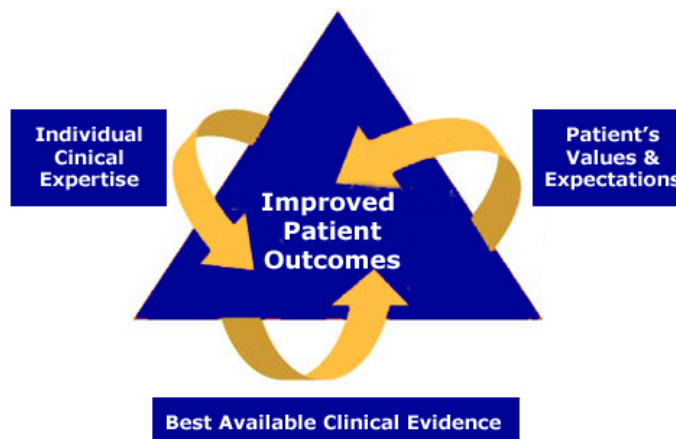 Individual
Cinical
Expertise
Patient's
Values &
Expectations
Improved
Patient
Outcomes
Best Available Clinical Evidence